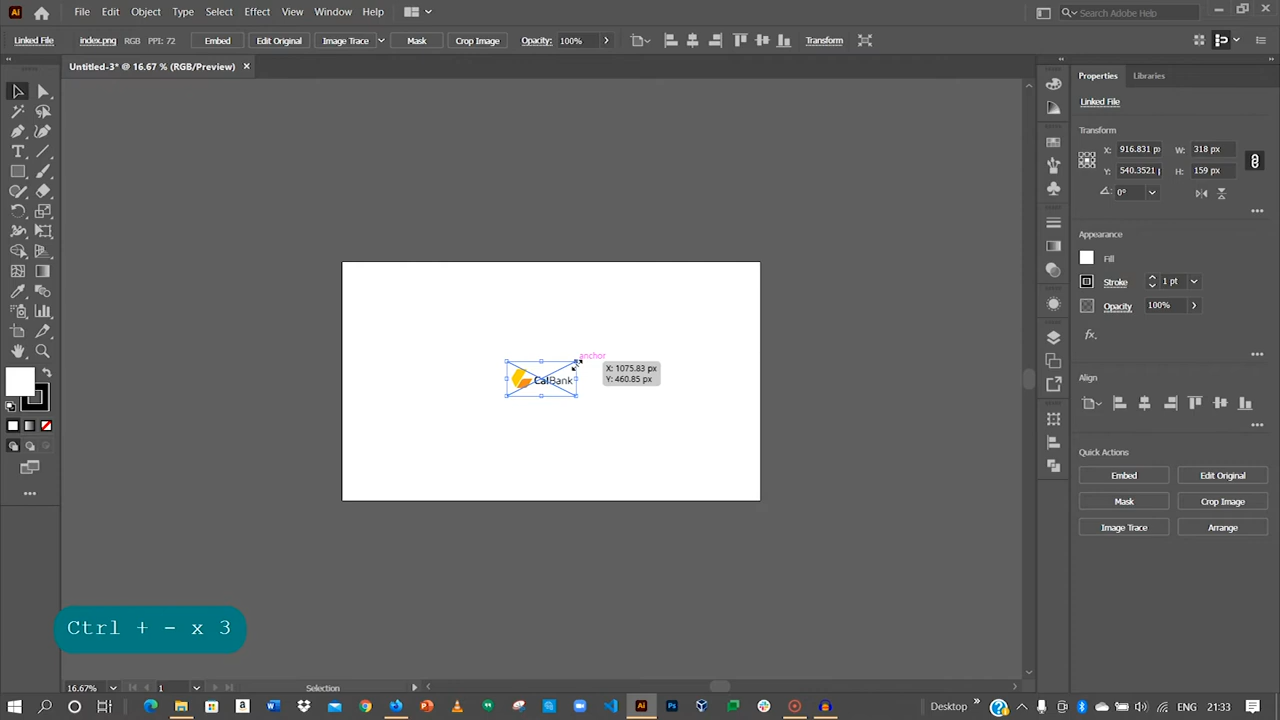 Ai File Edit Object Type Select Effect View Window Help Search Adobe Help
Linked File index.png RGB PPI: 72 Embed Edit Original Image Trace Mask Crop Image Opacity: 100% Transform
Untitled-3* @ 16.67 % (RGB/Preview)
Properties Libraries
Linked File
Transform
X: 916.831 px W: 318 px
Y: 540.3521 H: 159 px
0°
Appearance
Fill
Stroke 1 pt
Opacity 100%
fx.
Align
Quick Actions
Embed Edit Original
Mask Crop Image
Image Trace Arrange
anchor
X: 1075.83 px
Y: 460.85 px
CalBank
Ctrl + - x 3
16.67% 1 Selection
Desktop ENG 21:33